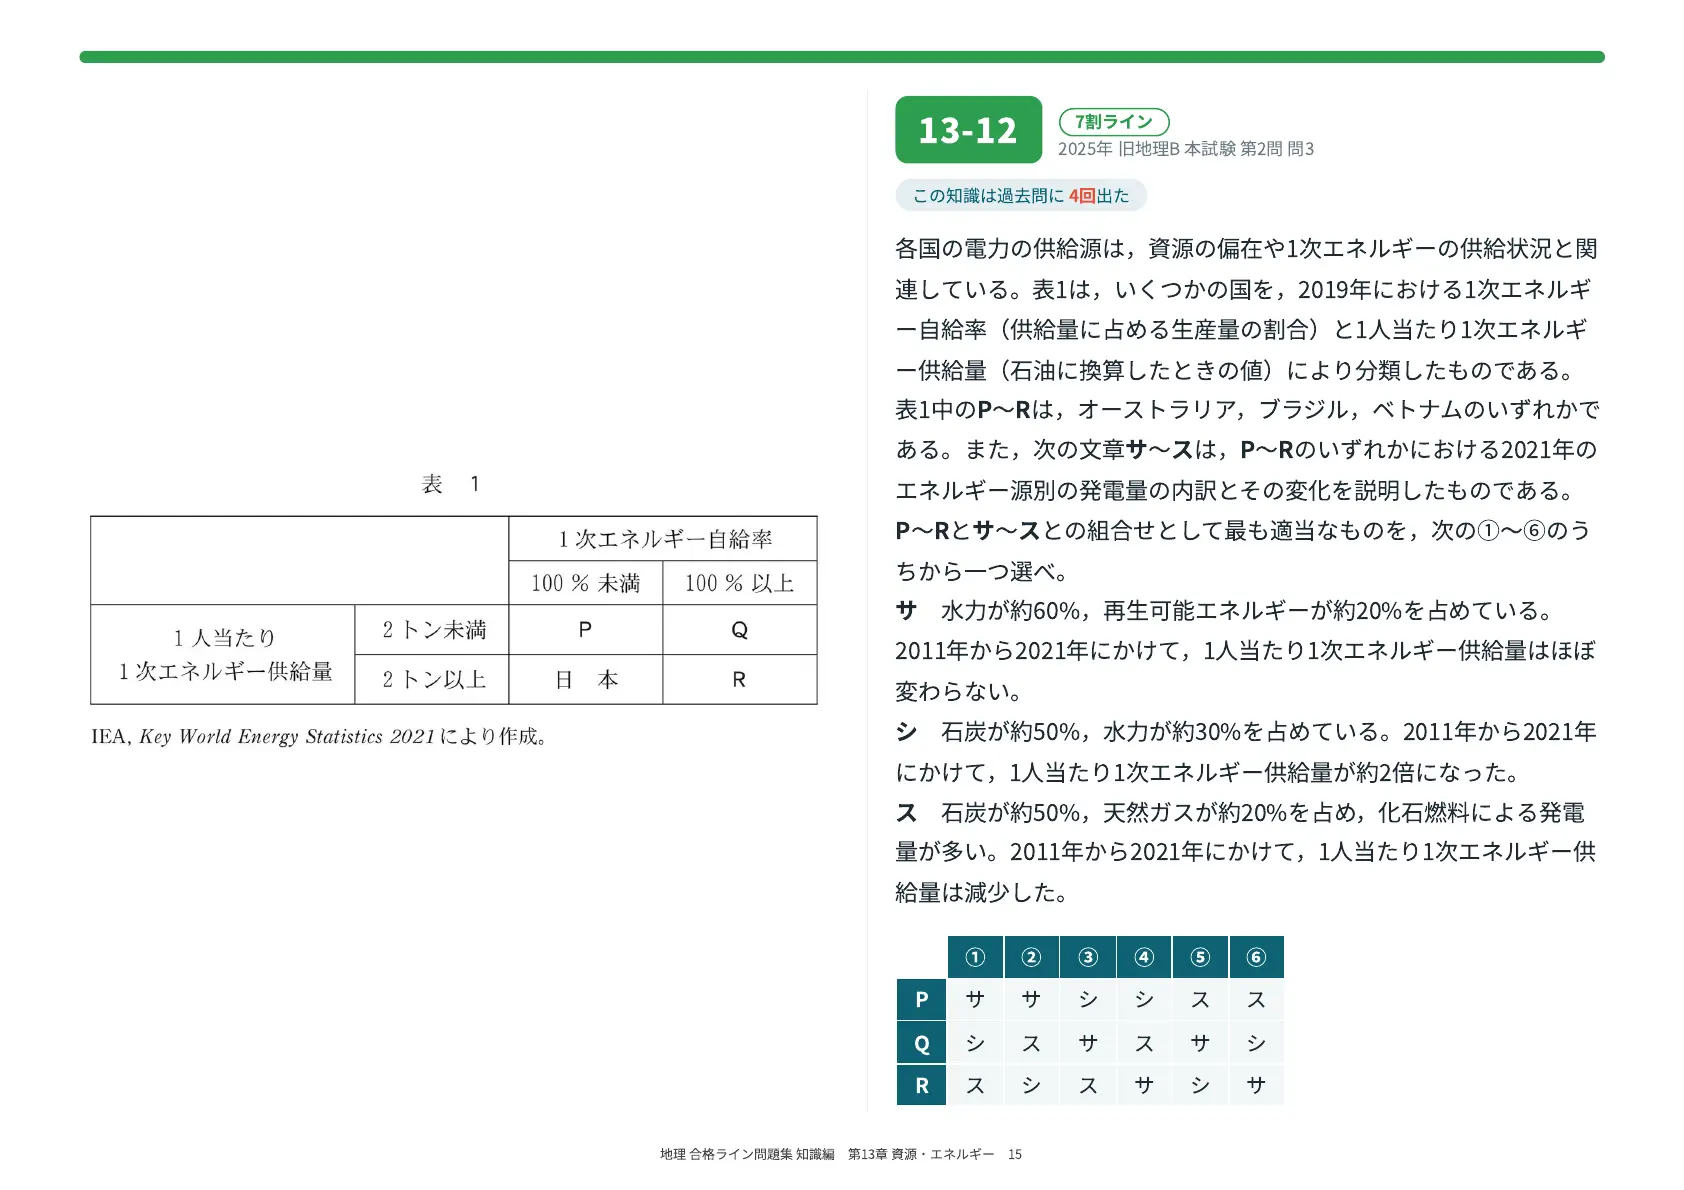 表 1
1次エネルギー自給率
100 % 未満 100 % 以上
1人当たり
1次エネルギー供給量
2トン未満 P Q
2トン以上 日 本 R
IEA, Key World Energy Statistics 2021 により作成。
13-12
7割ライン
2025年 旧地理B 本試験 第2問 問3
この知識は過去問に 4回出た
各国の電力の供給源は，資源の偏在や1次エネルギーの供給状況と関
連している。表1は，いくつかの国を，2019年における1次エネルギ
ー自給率（供給量に占める生産量の割合）と1人当たり1次エネルギ
ー供給量（石油に換算したときの値）により分類したものである。
表1中のP～Rは，オーストラリア，ブラジル，ベトナムのいずれかで
ある。また，次の文章サ～スは，P～Rのいずれかにおける2021年の
エネルギー源別の発電量の内訳とその変化を説明したものである。
P～Rとサ～スとの組合せとして最も適当なものを，次の①～⑥のう
ちから一つ選べ。
サ　水力が約60%，再生可能エネルギーが約20%を占めている。
2011年から2021年にかけて，1人当たり1次エネルギー供給量はほぼ
変わらない。
シ　石炭が約50%，水力が約30%を占めている。2011年から2021年
にかけて，1人当たり1次エネルギー供給量が約2倍になった。
ス　石炭が約50%，天然ガスが約20%を占め，化石燃料による発電
量が多い。2011年から2021年にかけて，1人当たり1次エネルギー供
給量は減少した。
① ② ③ ④ ⑤ ⑥
P サ サ シ シ ス ス
Q シ ス サ ス サ シ
R ス シ ス サ シ サ
地理 合格ライン問題集 知識編　第13章 資源・エネルギー　15